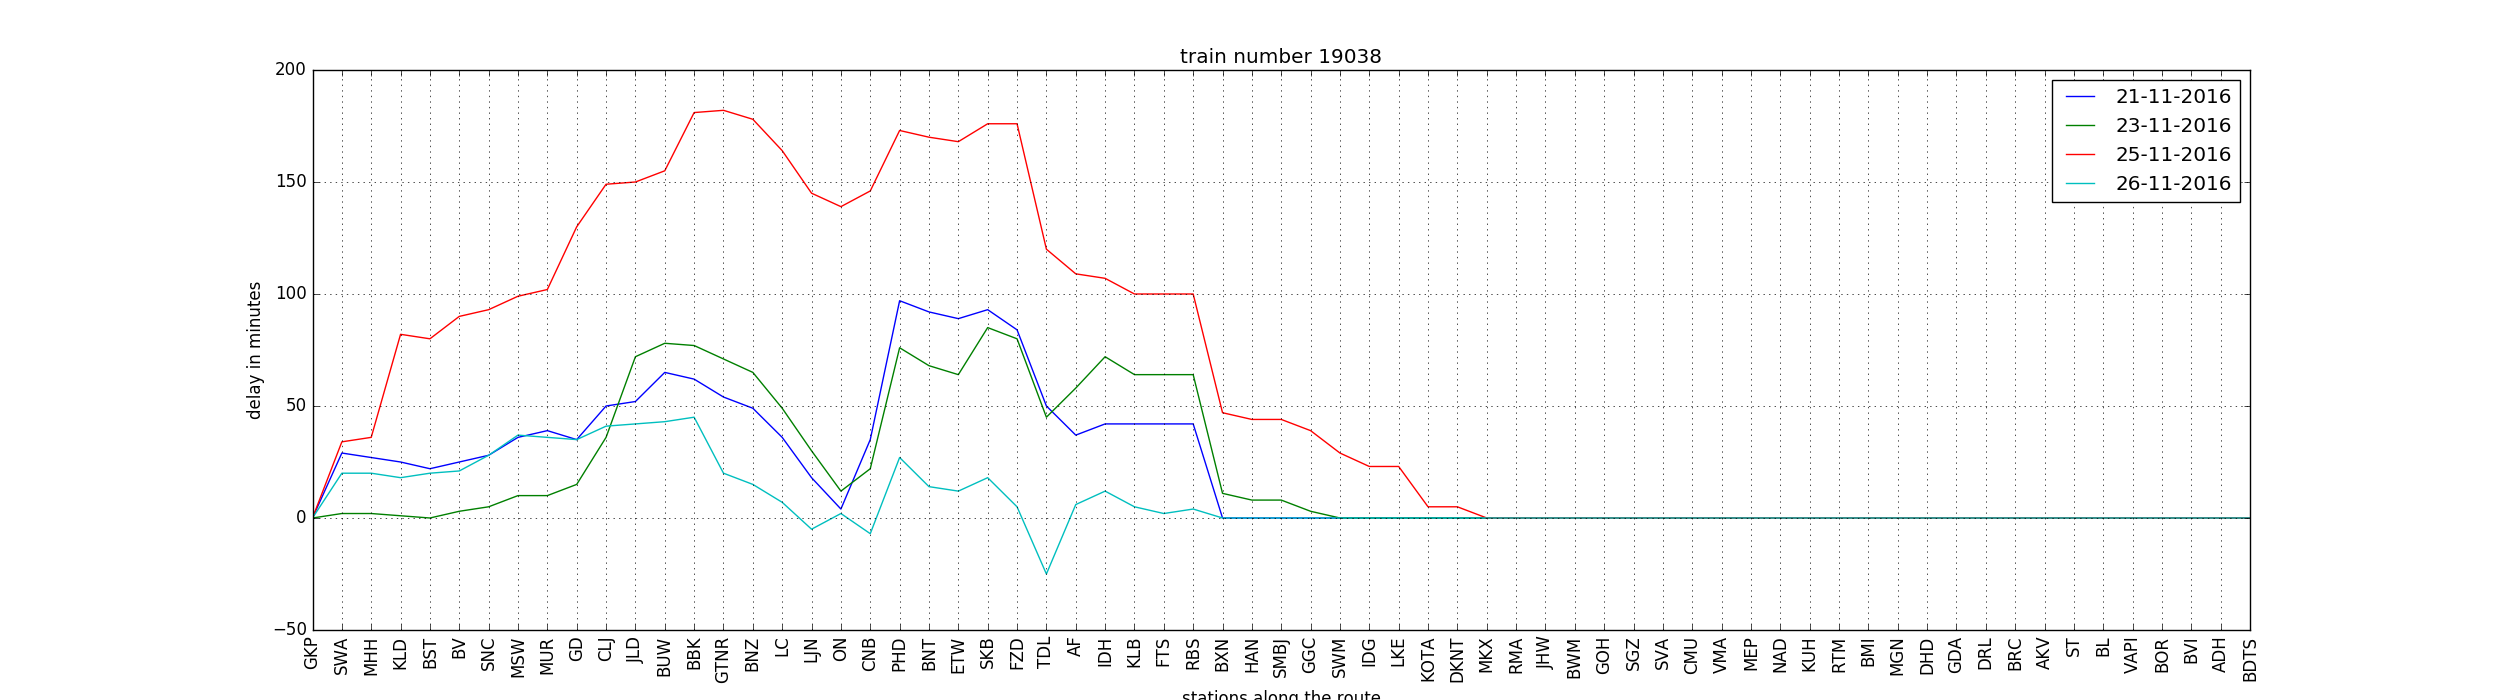 train number 19038
200
150
100
50
0
−50
delay in minutes
21-11-2016
23-11-2016
25-11-2016
26-11-2016
GKP SWA MHH KLD BST BV SNC MSW MUR GD CLJ JLD BUW BBK GTNR BNZ LC LJN ON CNB PHD BNT ETW SKB FZD TDL AF IDH KLB FTS RBS BXN HAN SMBJ GGC SWM IDG LKE KOTA DKNT MKX RMA JHW BWM GOH SGZ SVA CMU VMA MEP NAD KUH RTM BMI MGN DHD GDA DRL BRC AKV ST BL VAPI BOR BVI ADH BDTS
stations along the route